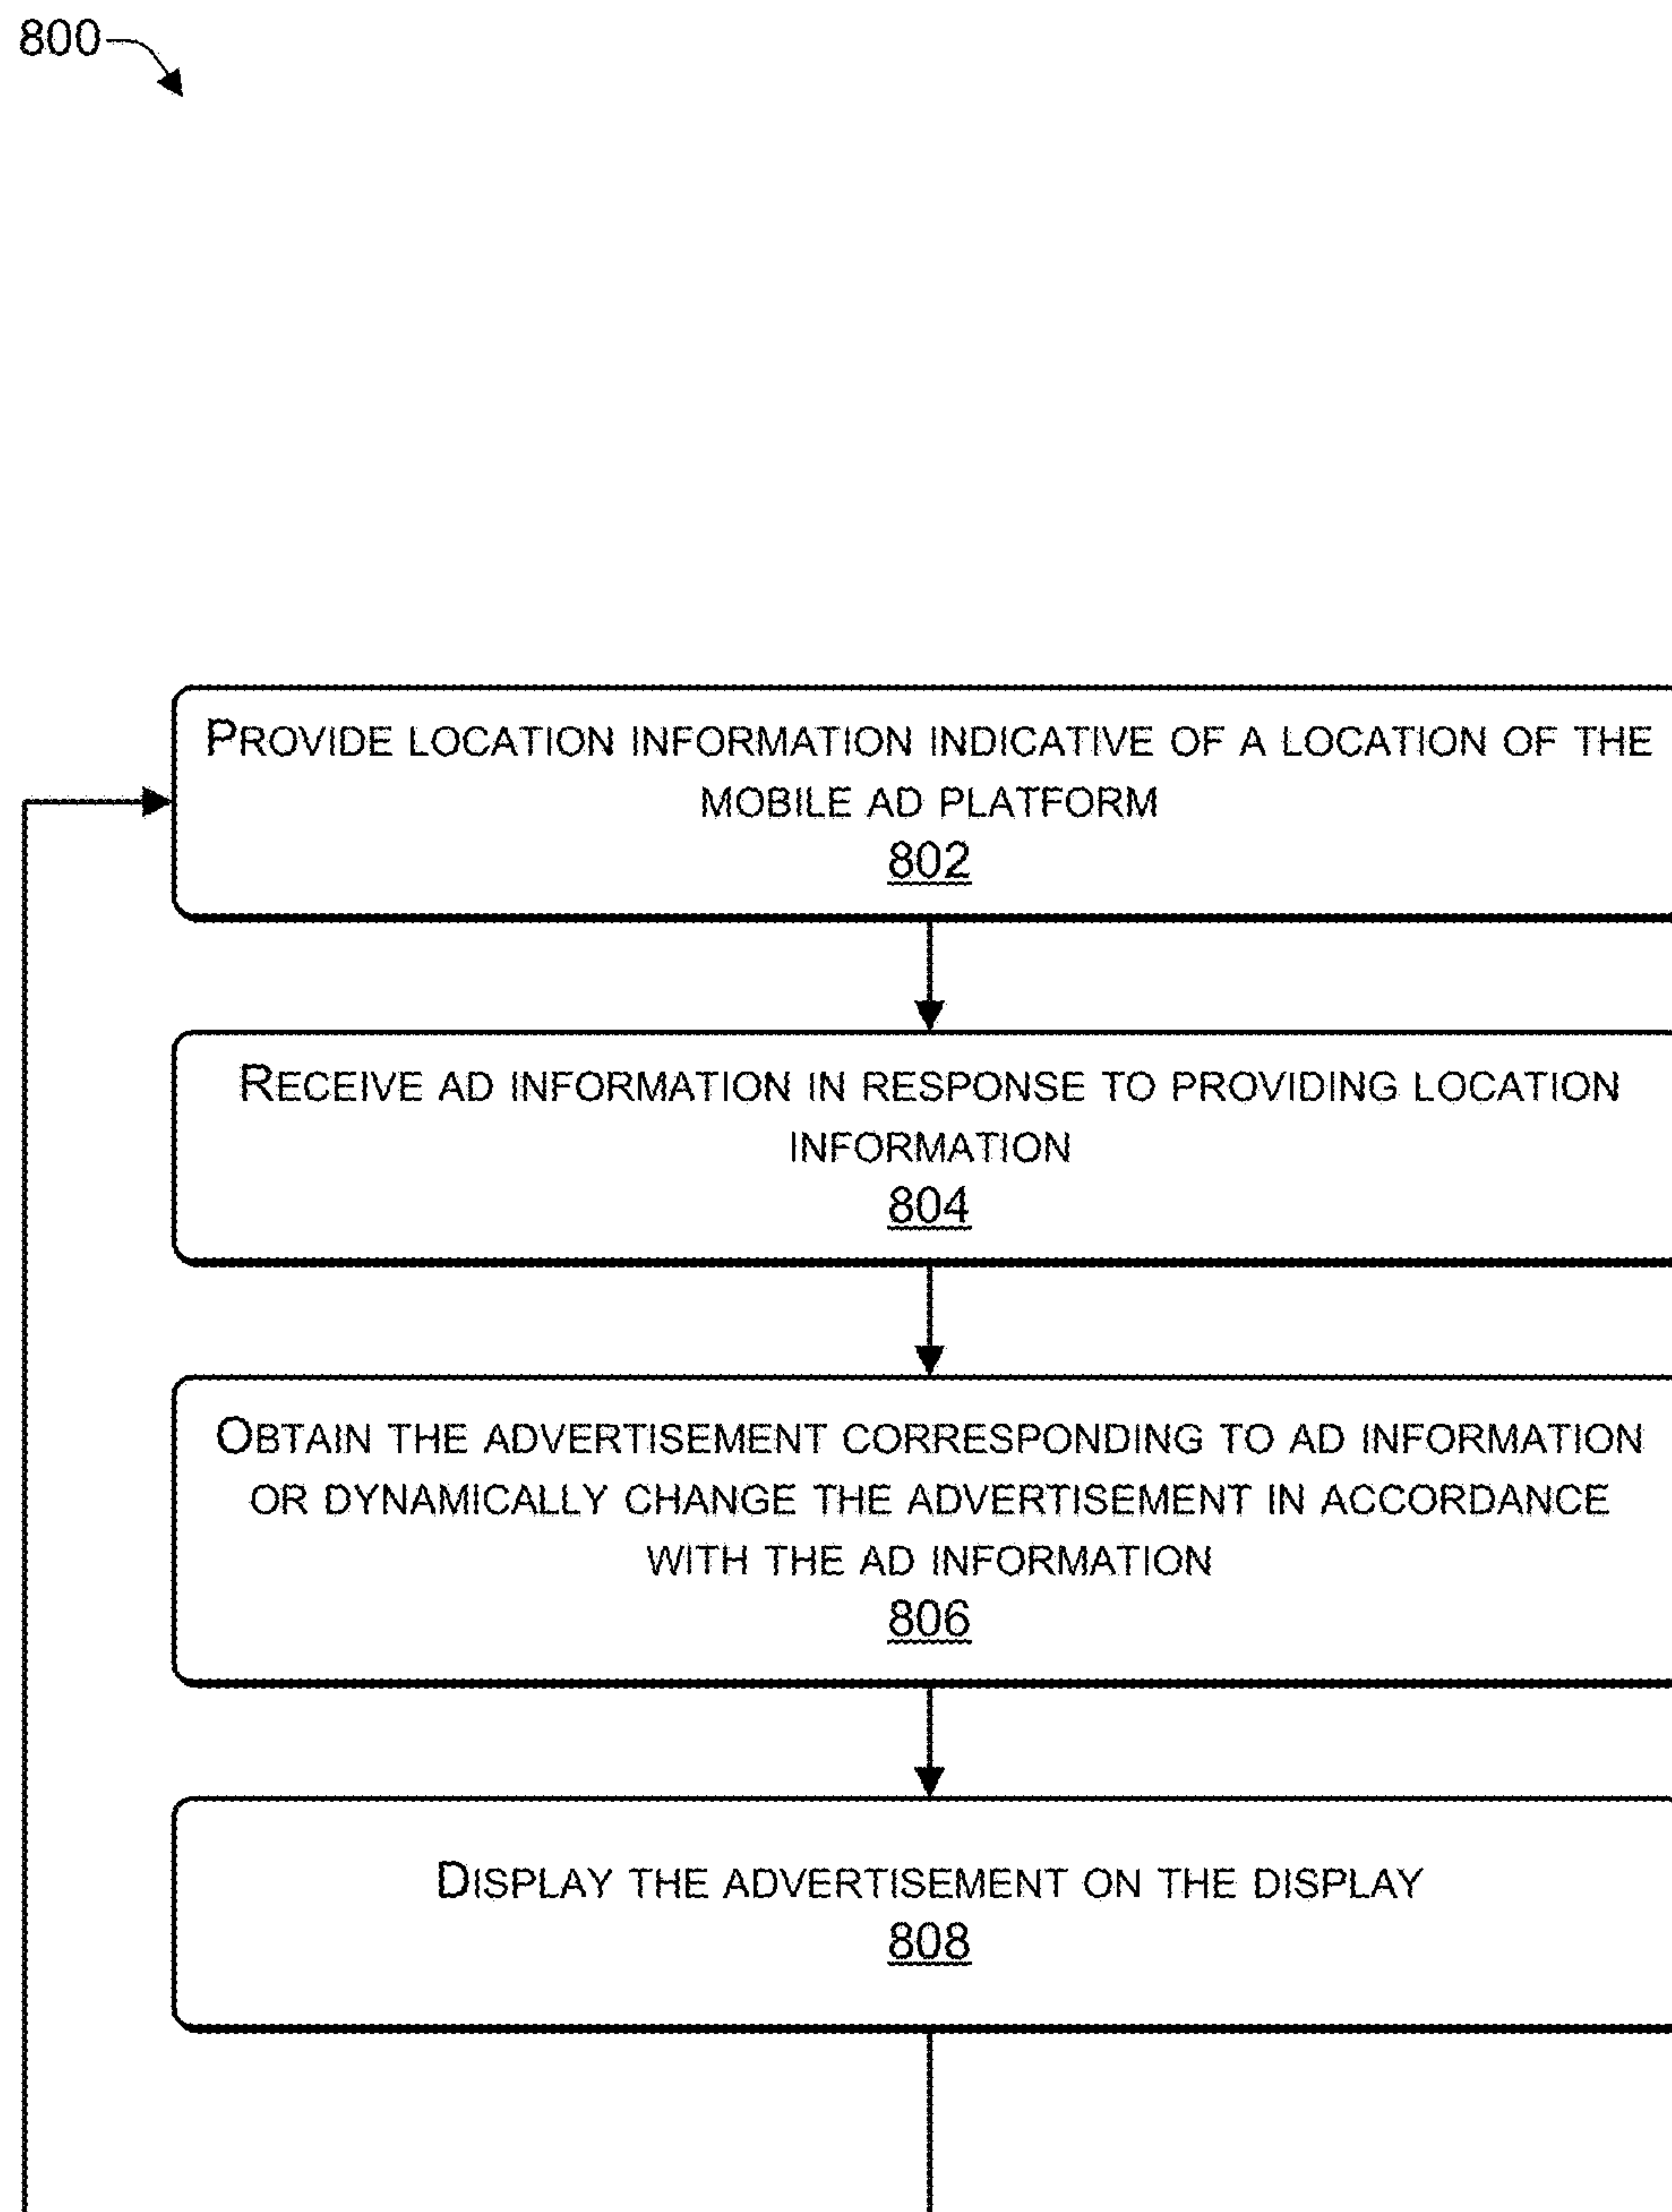 800
PROVIDE LOCATION INFORMATION INDICATIVE OF A LOCATION OF THE
MOBILE AD PLATFORM
802
RECEIVE AD INFORMATION IN RESPONSE TO PROVIDING LOCATION
INFORMATION
804
OBTAIN THE ADVERTISEMENT CORRESPONDING TO AD INFORMATION
OR DYNAMICALLY CHANGE THE ADVERTISEMENT IN ACCORDANCE
WITH THE AD INFORMATION
806
DISPLAY THE ADVERTISEMENT ON THE DISPLAY
808